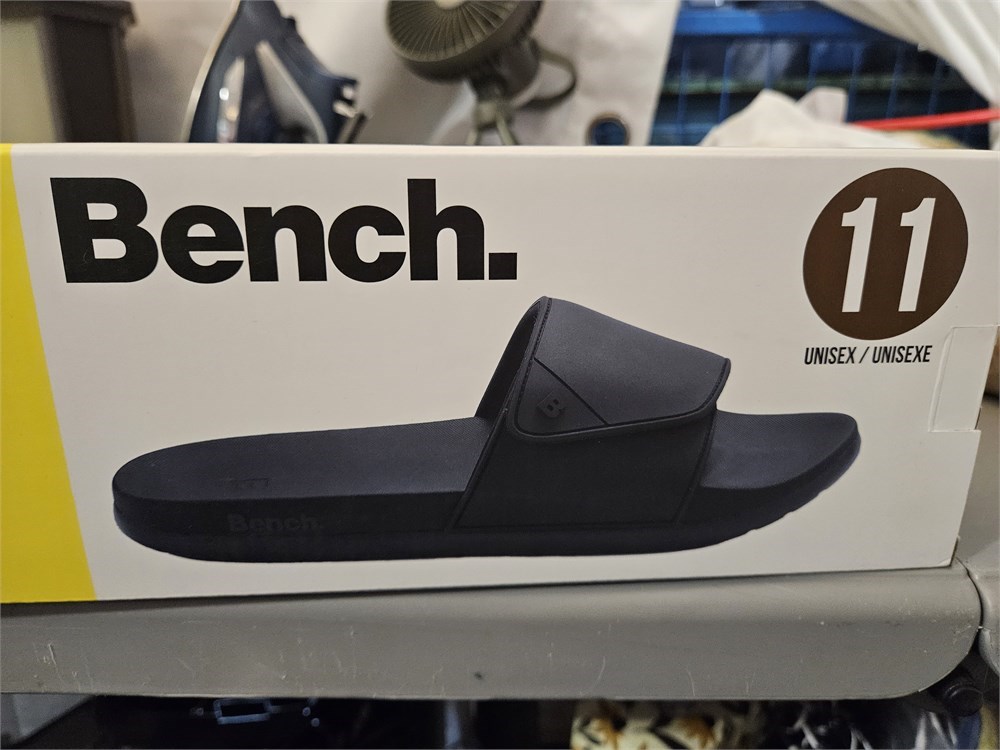 Bench.
11
UNISEX / UNISEXE
B
Bench.